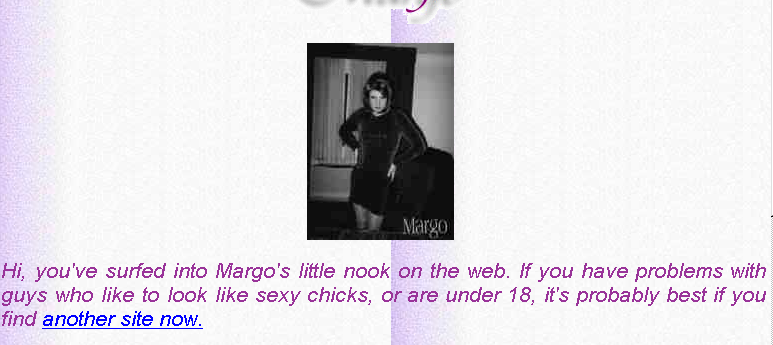 Margo
Hi, you've surfed into Margo's little nook on the web. If you have problems with
guys who like to look like sexy chicks, or are under 18, it's probably best if you
find another site now.